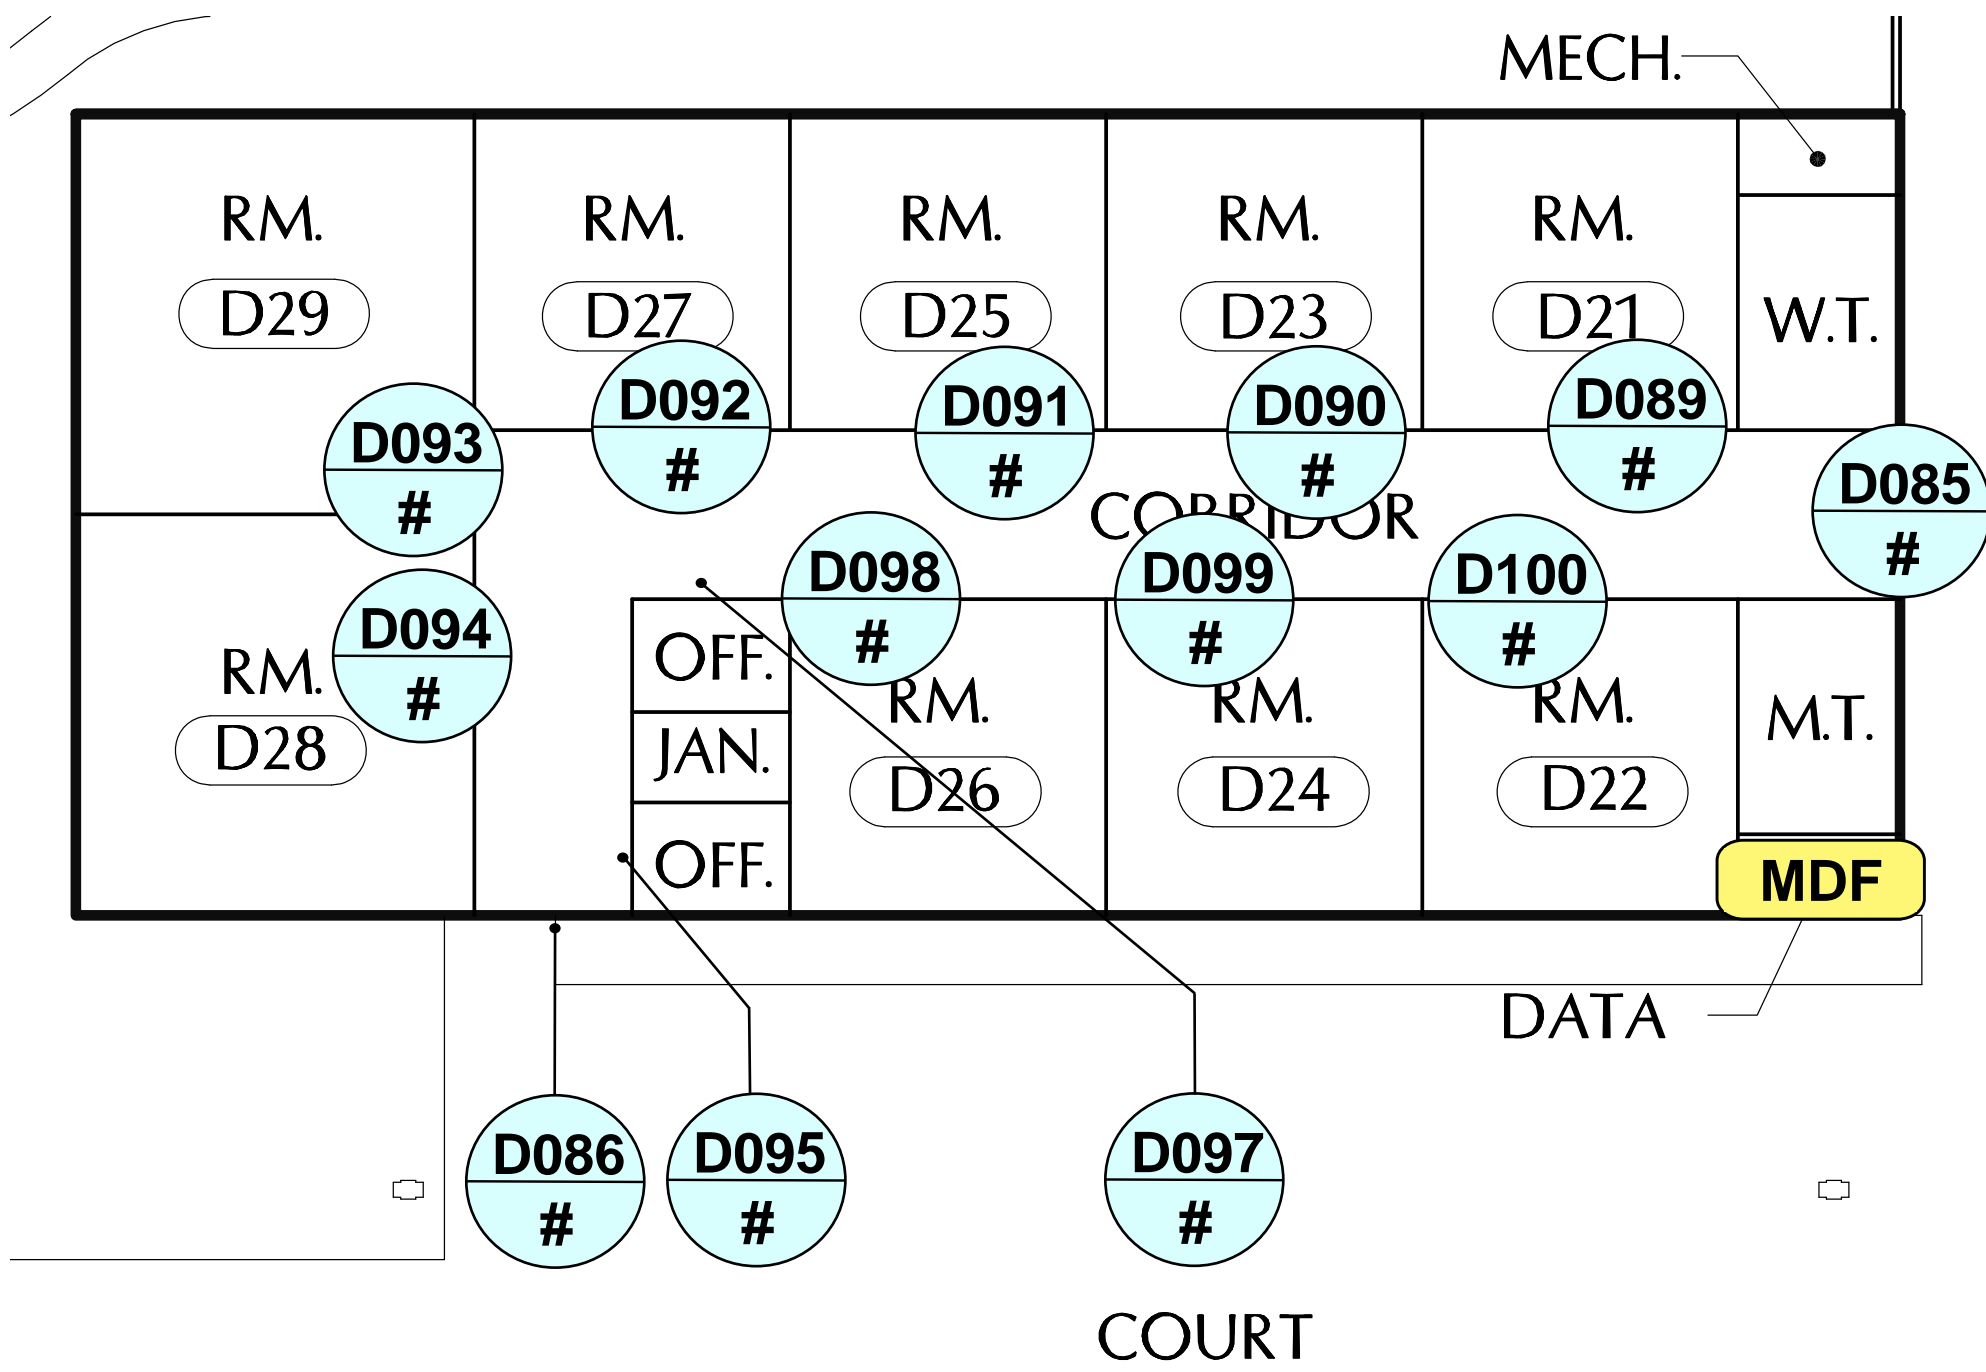 MECH.
RM.
D29
RM.
D27
RM.
D25
RM.
D23
RM.
D21
W.T.
D093
#
D092
#
D091
#
D090
#
D089
#
D085
#
CORRIDOR
D094
#
D098
#
D099
#
D100
#
RM.
D28
OFF.
JAN.
OFF.
RM.
D26
RM.
D24
RM.
D22
M.T.
MDF
DATA
D086
#
D095
#
D097
#
COURT